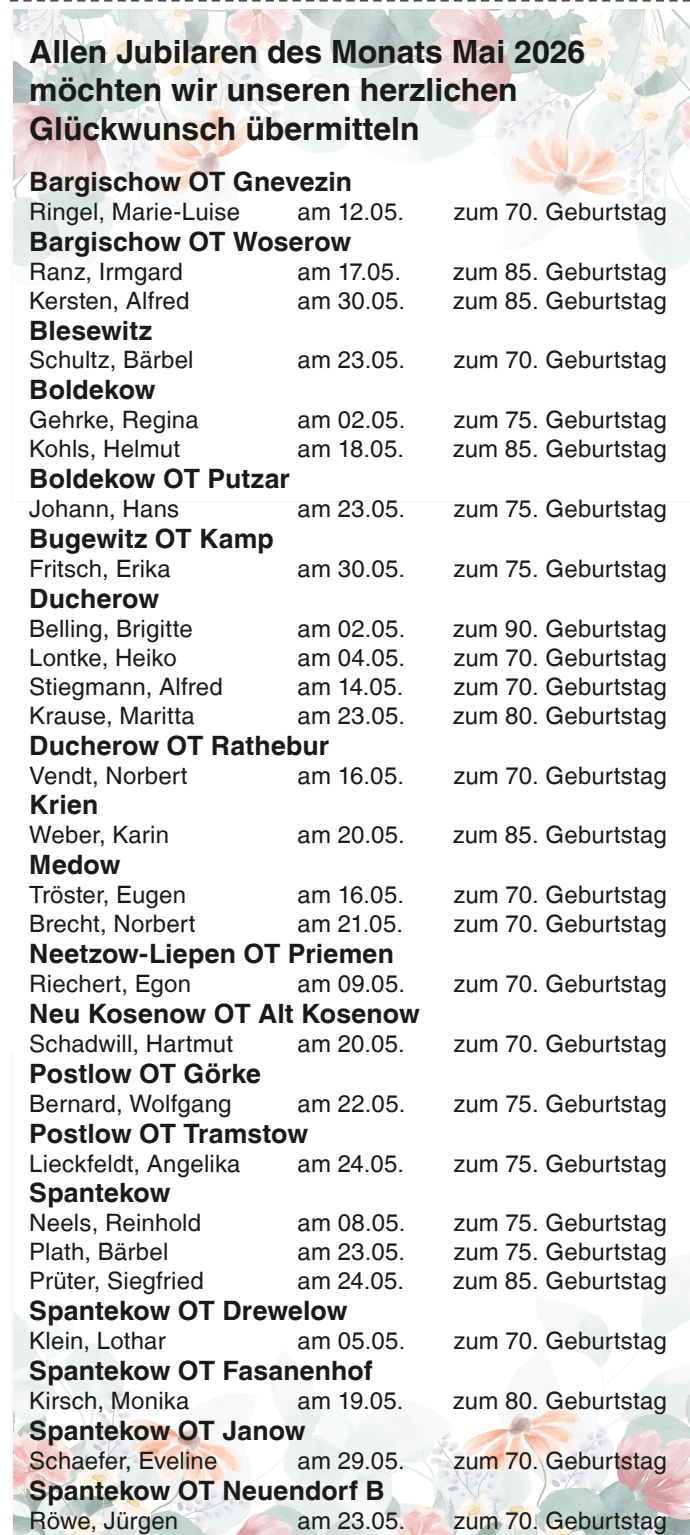 Allen Jubilaren des Monats Mai 2026
möchten wir unseren herzlichen
Glückwunsch übermitteln
Bargischow OT Gnevezin
Ringel, Marie-Luise am 12.05. zum 70. Geburtstag
Bargischow OT Woserow
Ranz, Irmgard am 17.05. zum 85. Geburtstag
Kersten, Alfred am 30.05. zum 85. Geburtstag
Blesewitz
Schultz, Bärbel am 23.05. zum 70. Geburtstag
Boldekow
Gehrke, Regina am 02.05. zum 75. Geburtstag
Kohls, Helmut am 18.05. zum 85. Geburtstag
Boldekow OT Putzar
Johann, Hans am 23.05. zum 75. Geburtstag
Bugewitz OT Kamp
Fritsch, Erika am 30.05. zum 75. Geburtstag
Ducherow
Belling, Brigitte am 02.05. zum 90. Geburtstag
Lontke, Heiko am 04.05. zum 70. Geburtstag
Stiegmann, Alfred am 14.05. zum 70. Geburtstag
Krause, Maritta am 23.05. zum 80. Geburtstag
Ducherow OT Rathebur
Vendt, Norbert am 16.05. zum 70. Geburtstag
Krien
Weber, Karin am 20.05. zum 85. Geburtstag
Medow
Tröster, Eugen am 16.05. zum 70. Geburtstag
Brecht, Norbert am 21.05. zum 70. Geburtstag
Neetzow-Liepen OT Priemen
Riechert, Egon am 09.05. zum 70. Geburtstag
Neu Kosenow OT Alt Kosenow
Schadwill, Hartmut am 20.05. zum 70. Geburtstag
Postlow OT Görke
Bernard, Wolfgang am 22.05. zum 75. Geburtstag
Postlow OT Tramstow
Lieckfeldt, Angelika am 24.05. zum 75. Geburtstag
Spantekow
Neels, Reinhold am 08.05. zum 75. Geburtstag
Plath, Bärbel am 23.05. zum 75. Geburtstag
Prüter, Siegfried am 24.05. zum 85. Geburtstag
Spantekow OT Drewelow
Klein, Lothar am 05.05. zum 70. Geburtstag
Spantekow OT Fasanenhof
Kirsch, Monika am 19.05. zum 80. Geburtstag
Spantekow OT Janow
Schaefer, Eveline am 29.05. zum 70. Geburtstag
Spantekow OT Neuendorf B
Röwe, Jürgen am 23.05. zum 70. Geburtstag